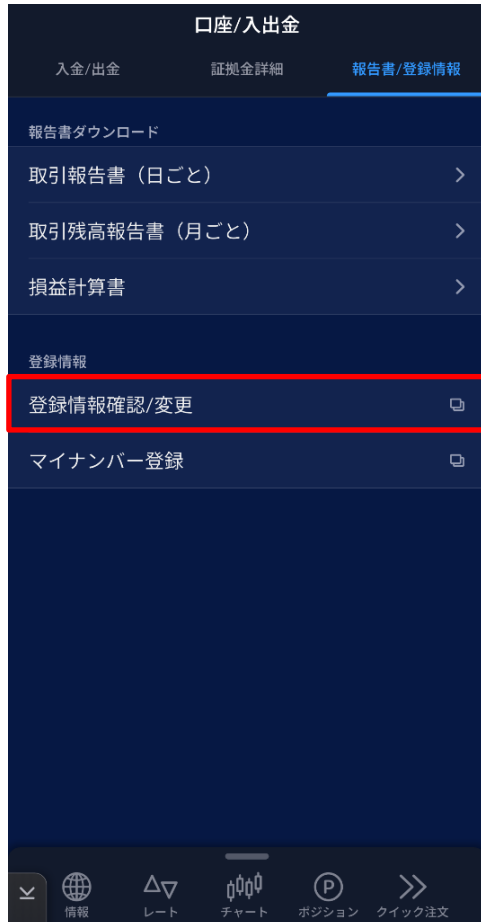 口座/入出金
入金/出金 証拠金詳細 報告書/登録情報
報告書ダウンロード
取引報告書（日ごと）
取引残高報告書（月ごと）
損益計算書
登録情報
登録情報確認/変更
マイナンバー登録
P
情報 レート チャート ポジション クイック注文